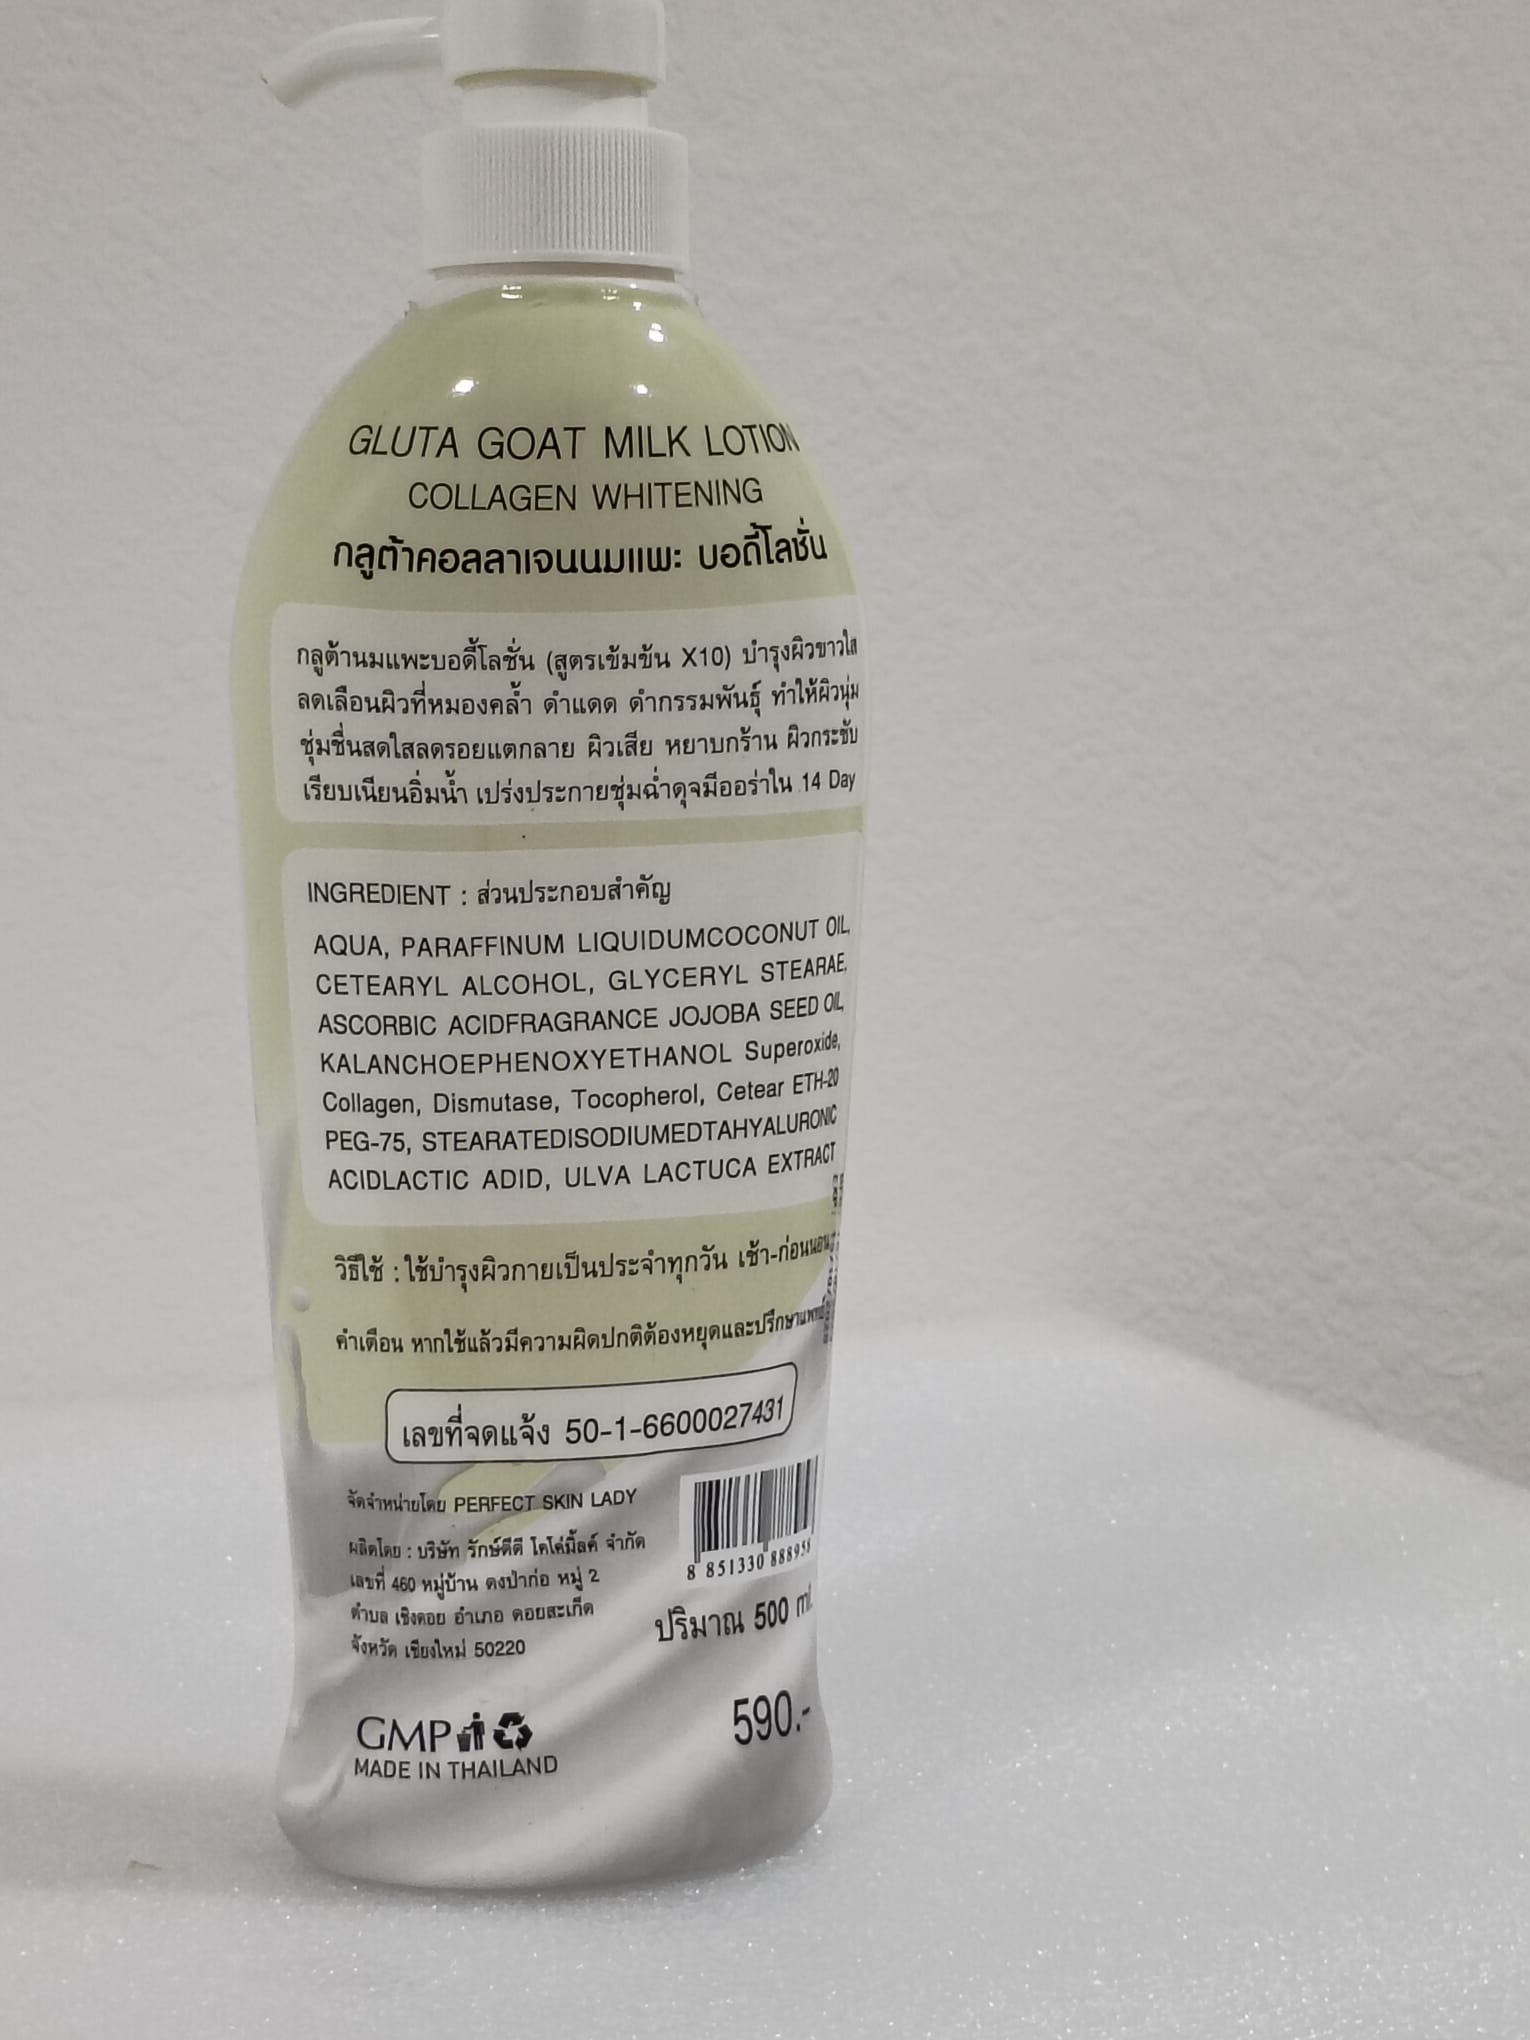 GLUTA GOAT MILK LOTION
COLLAGEN WHITENING
กลูต้าคอลลาเจนนมแพะ บอดี้โลชั่น
กลูต้านมแพะบอดี้โลชั่น (สูตรเข้มข้น X10) บำรุงผิวขาวใส
ลดเลือนผิวที่หมองคล้ำ ดำแดด ดำกรรมพันธุ์ ทำให้ผิวนุ่ม
ชุ่มชื่นสดใสลดรอยแตกลาย ผิวเสีย หยาบกร้าน ผิวกระชับ
เรียบเนียนอิ่มน้ำ เปร่งประกายชุ่มฉ่ำดุจมีออร่าใน 14 Day
INGREDIENT : ส่วนประกอบสำคัญ
AQUA, PARAFFINUM LIQUIDUMCOCONUT OIL,
CETEARYL ALCOHOL, GLYCERYL STEARAE,
ASCORBIC ACIDFRAGRANCE JOJOBA SEED OIL,
KALANCHOEPHENOXYETHANOL Superoxide,
Collagen, Dismutase, Tocopherol, Cetear ETH-20
PEG-75, STEARATEDISODIUMEDTAHYALURONIC
ACIDLACTIC ADID, ULVA LACTUCA EXTRACT
วิธีใช้ : ใช้บำรุงผิวกายเป็นประจำทุกวัน เช้า-ก่อนนอน
คำเตือน หากใช้แล้วมีความผิดปกติต้องหยุดและปรึกษาแพทย์
เลขที่จดแจ้ง 50-1-6600027431
จัดจำหน่ายโดย PERFECT SKIN LADY
ผลิตโดย : บริษัท รักษ์ดีดี โคโค่มิ้ลค์ จำกัด
เลขที่ 460 หมู่บ้าน ดงป่าก่อ หมู่ 2
ตำบล เชิงดอย อำเภอ ดอยสะเก็ด
จังหวัด เชียงใหม่ 50220
8 851330 888958
ปริมาณ 500 ml.
590.-
GMP
MADE IN THAILAND